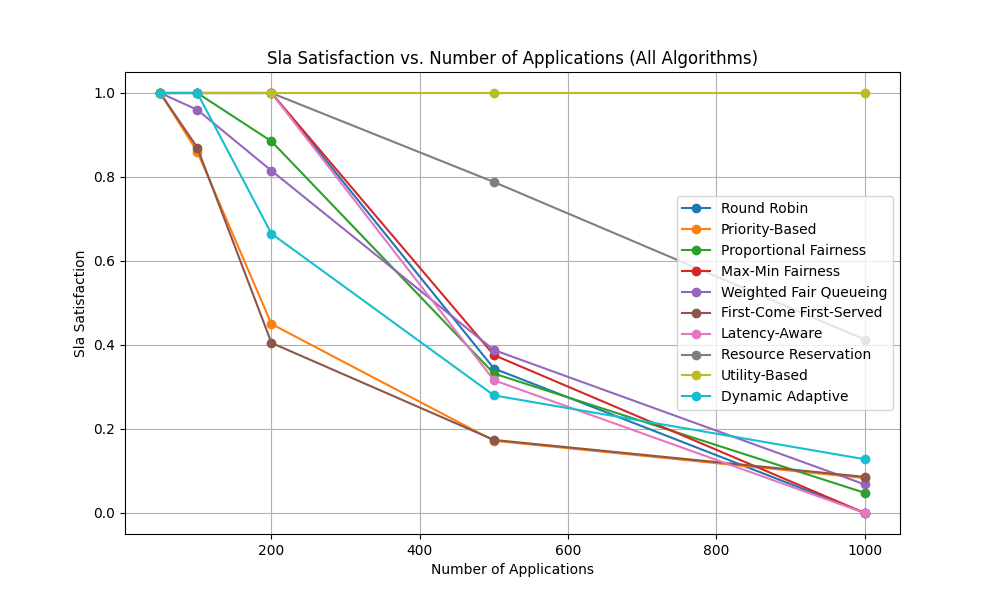 Sla Satisfaction vs. Number of Applications (All Algorithms)
Sla Satisfaction
1.0
0.8
0.6
0.4
0.2
0.0
Round Robin
Priority-Based
Proportional Fairness
Max-Min Fairness
Weighted Fair Queueing
First-Come First-Served
Latency-Aware
Resource Reservation
Utility-Based
Dynamic Adaptive
200
400
600
800
1000
Number of Applications